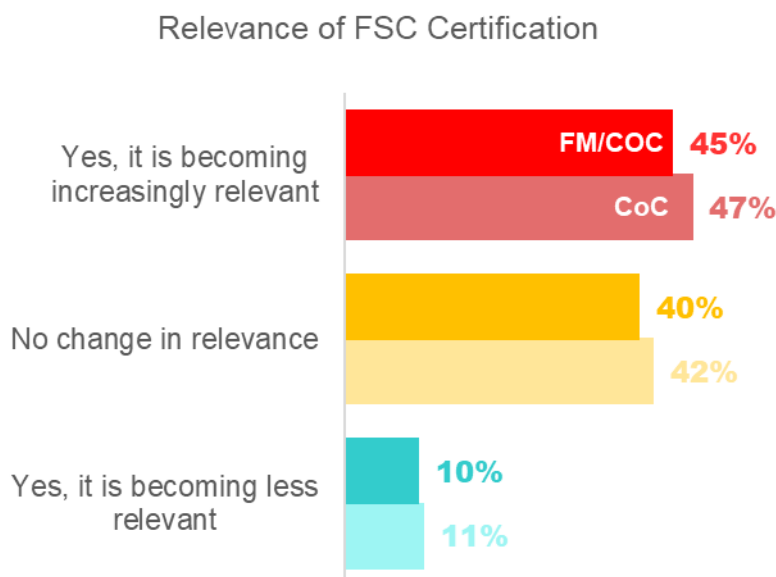 Relevance of FSC Certification
Yes, it is becoming
increasingly relevant
FM/COC
45%
CoC
47%
No change in relevance
40%
42%
Yes, it is becoming less
relevant
10%
11%